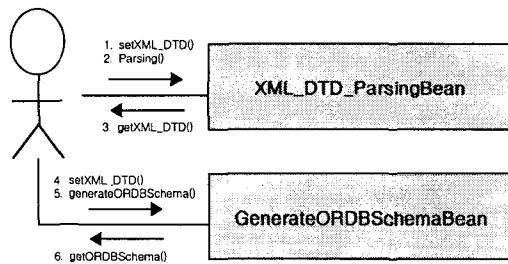 1. setXML_DTD()
2. Parsing()
XML_DTD_ParsingBean
3. getXML_DTD()
4 setXML_DTD()
5. generateORDBSchema()
GenerateORDBSchemaBean
6. getORDBSchema()